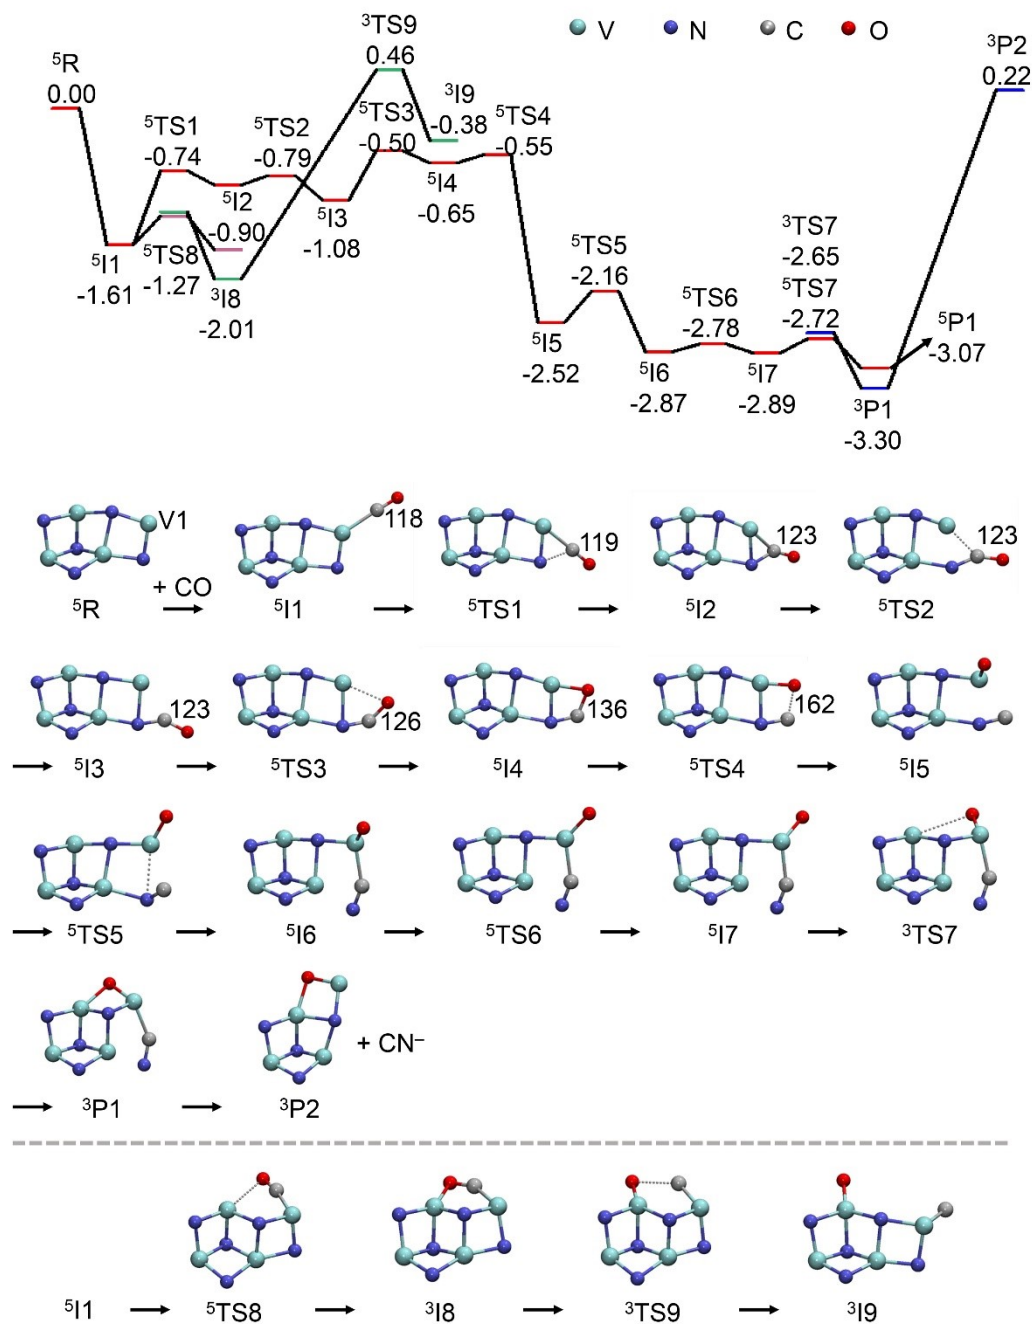 V N C O
⁵R
0.00
³TS9
0.46
³P2
0.22
⁵TS1
-0.74
⁵TS2
-0.79
⁵TS3
-0.50
³I9
-0.38
⁵TS4
-0.55
⁵I1
-1.61
⁵I2
-0.90
⁵TS8
-1.27
³I8
-2.01
⁵I3
-1.08
⁵I4
-0.65
⁵I5
-2.52
⁵TS5
-2.16
⁵I6
-2.87
⁵TS6
-2.78
⁵I7
-2.89
³TS7
-2.65
⁵TS7
-2.72
⁵P1
-3.07
³P1
-3.30
V1 118 119 123 123
⁵R + CO ⁵I1 ⁵TS1 ⁵I2 ⁵TS2
123 126 136 162
⁵I3 ⁵TS3 ⁵I4 ⁵TS4 ⁵I5
⁵TS5 ⁵I6 ⁵TS6 ⁵I7 ³TS7
+ CN⁻
³P1 ³P2
⁵I1 ⁵TS8 ³I8 ³TS9 ³I9